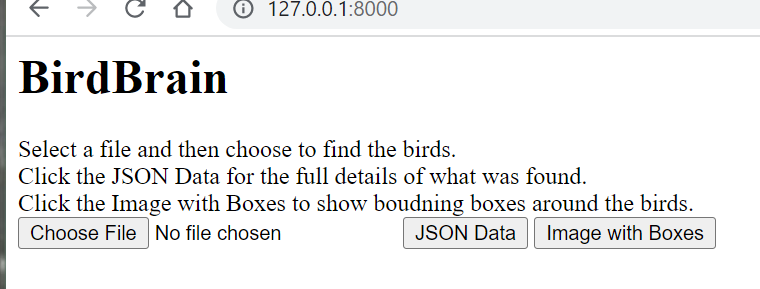 127.0.0.1:8000
BirdBrain
Select a file and then choose to find the birds.
Click the JSON Data for the full details of what was found.
Click the Image with Boxes to show boudning boxes around the birds.
Choose File No file chosen JSON Data Image with Boxes